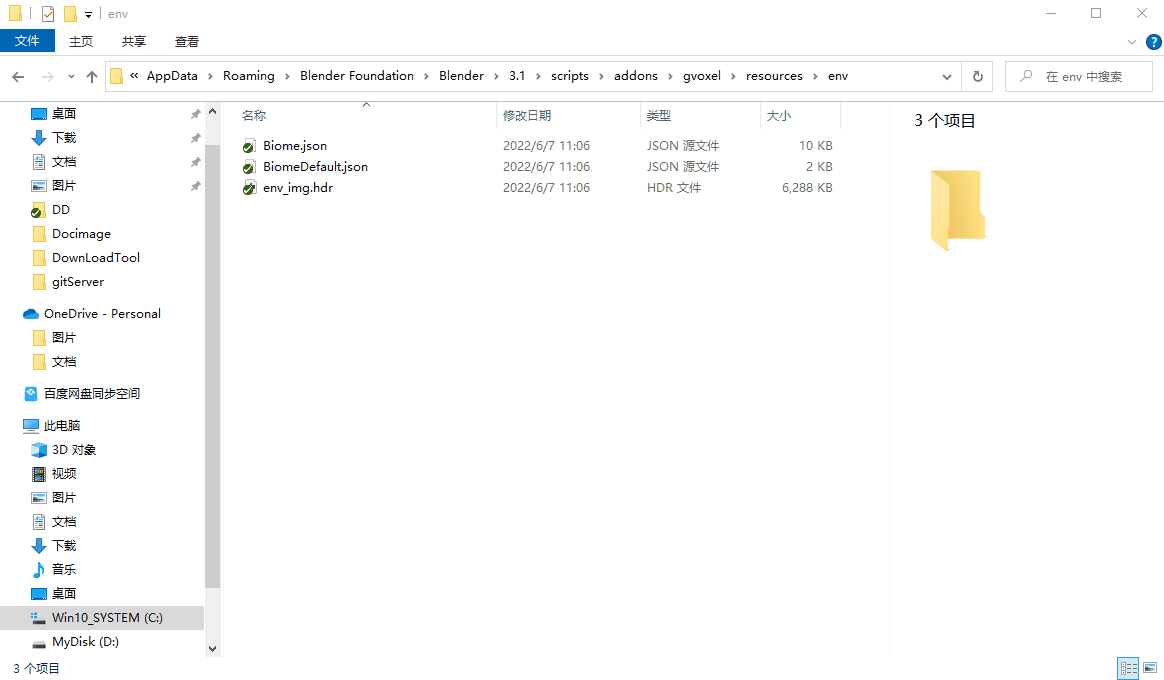 env
文件 主页 共享 查看
« AppData › Roaming › Blender Foundation › Blender › 3.1 › scripts › addons › gvoxel › resources › env 在 env 中搜索
桌面
下载
文档
图片
DD
Docimage
DownLoadTool
gitServer
OneDrive - Personal
图片
文档
百度网盘同步空间
此电脑
3D 对象
视频
图片
文档
下载
音乐
桌面
Win10_SYSTEM (C:)
MyDisk (D:)
名称 修改日期 类型 大小
Biome.json 2022/6/7 11:06 JSON 源文件 10 KB
BiomeDefault.json 2022/6/7 11:06 JSON 源文件 2 KB
env_img.hdr 2022/6/7 11:06 HDR 文件 6,288 KB
3 个项目
3 个项目